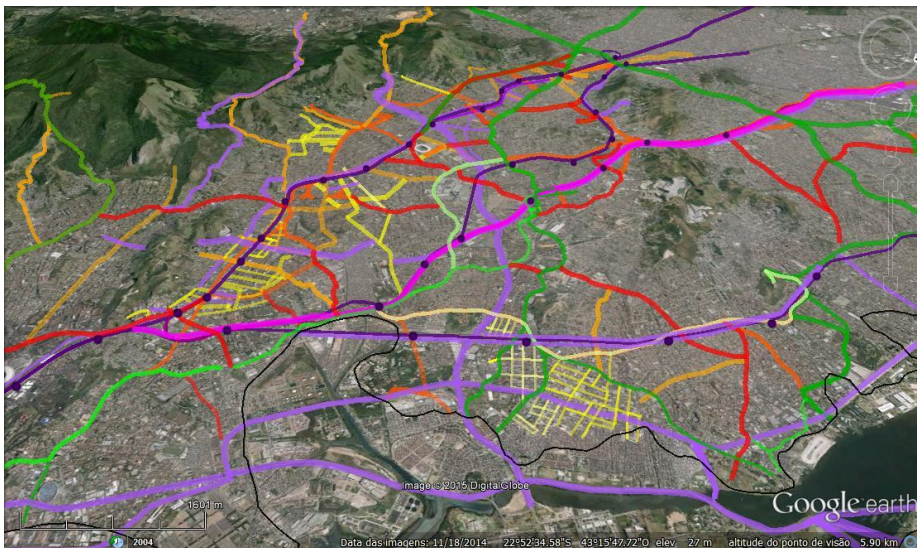 Image © 2015 DigitalGlobe
Google earth
1601 m
2004
Data das imagens: 11/18/2014 22°52'34.58"S 43°15'47.72"O elev 27 m altitude do ponto de visão 5.90 km